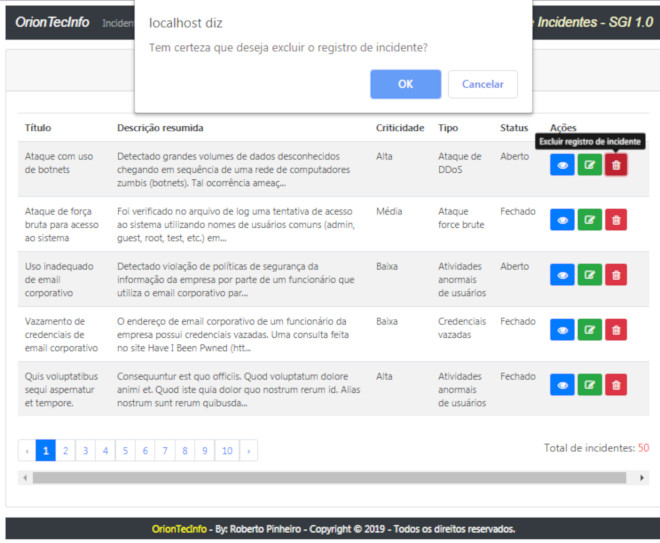 OrionTecInfo Inciden
Incidentes - SGI 1.0
localhost diz
Tem certeza que deseja excluir o registro de incidente?
OK Cancelar
Título Descrição resumida Criticidade Tipo Status Ações
Excluir registro de incidente
Ataque com uso
de botnets
Detectado grandes volumes de dados desconhecidos
chegando em sequência de uma rede de computadores
zumbis (botnets). Tal ocorrência ameaç...
Alta
Ataque de
DDoS
Aberto
Ataque de força
bruta para acesso
ao sistema
Foi verificado no arquivo de log uma tentativa de acesso
ao sistema utilizando nomes de usuários comuns (admin,
guest, root, test, etc.) em...
Média
Ataque
force brute
Fechado
Uso inadequado
de email
corporativo
Detectado violação de políticas de segurança da
informação da empresa por parte de um funcionário que
utiliza o email corporativo par...
Baixa
Atividades
anormais
de usuários
Aberto
Vazamento de
credenciais de
email corporativo
O endereço de email corporativo de um funcionário da
empresa possui credenciais vazadas. Uma consulta feita
no site Have I Been Pwned (htt...
Baixa
Credenciais
vazadas
Fechado
Quis voluptatibus
sequi aspernatur
et tempore.
Consequuntur est quo officiis. Quod voluptatum dolore
animi et. Quod iste quia dolor quo nostrum rerum id. Alias
nostrum sunt rerum quibusda...
Alta
Atividades
anormais
de usuários
Fechado
‹ 1 2 3 4 5 6 7 8 9 10 ›
Total de incidentes: 50
OrionTecInfo - By: Roberto Pinheiro - Copyright © 2019 - Todos os direitos reservados.